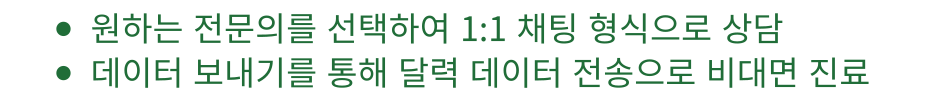 • 원하는 전문의를 선택하여 1:1 채팅 형식으로 상담
• 데이터 보내기를 통해 달력 데이터 전송으로 비대면 진료